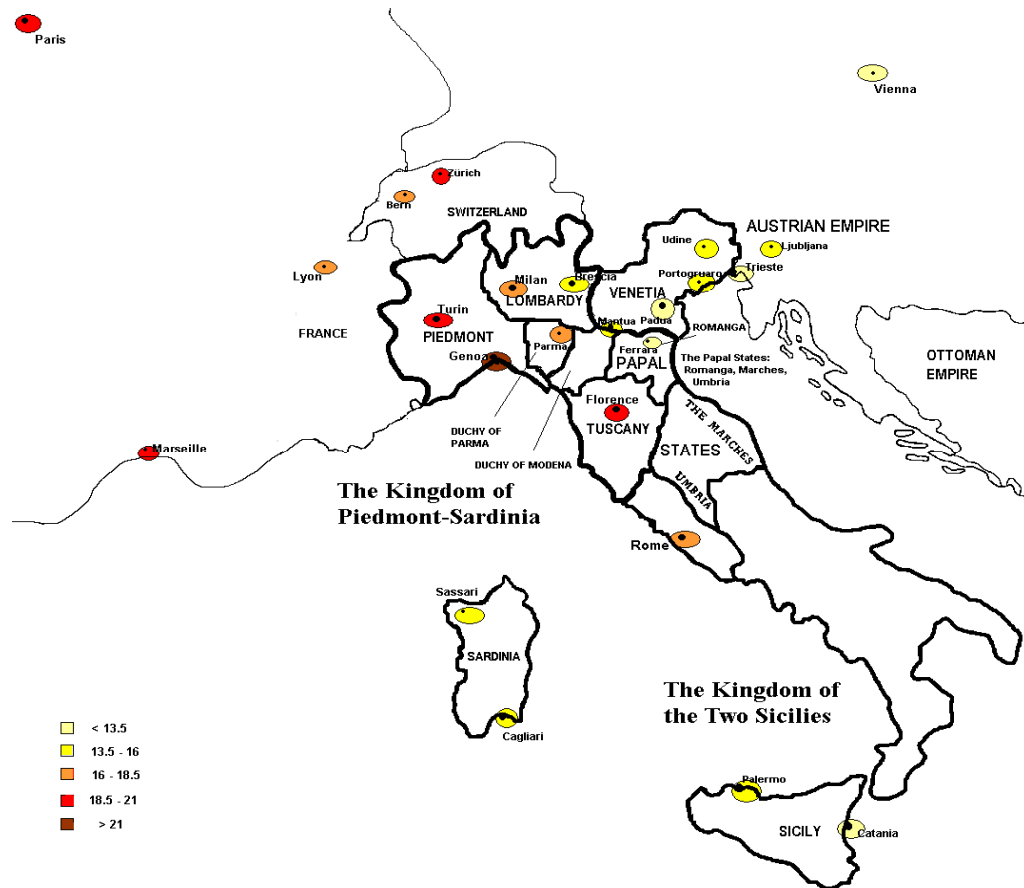 Paris
Vienna
Zürich
Bern
SWITZERLAND
AUSTRIAN EMPIRE
Udine
Ljubljana
Lyon
Milan
Brescia
Portogruaro
Trieste
LOMBARDY
VENETIA
Turin
Mantua
Padua
FRANCE
PIEDMONT
ROMANGA
Parma
Ferrara
Genoa
PAPAL
The Papal States:
Romanga, Marches,
Umbria
OTTOMAN
EMPIRE
Florence
TUSCANY
THE MARCHES
DUCHY OF
PARMA
STATES
Marseille
DUCHY OF MODENA
UMBRIA
The Kingdom of
Piedmont-Sardinia
Rome
Sassari
SARDINIA
The Kingdom of
the Two Sicilies
Cagliari
< 13.5
13.5 - 16
16 - 18.5
18.5 - 21
> 21
Palermo
SICILY
Catania